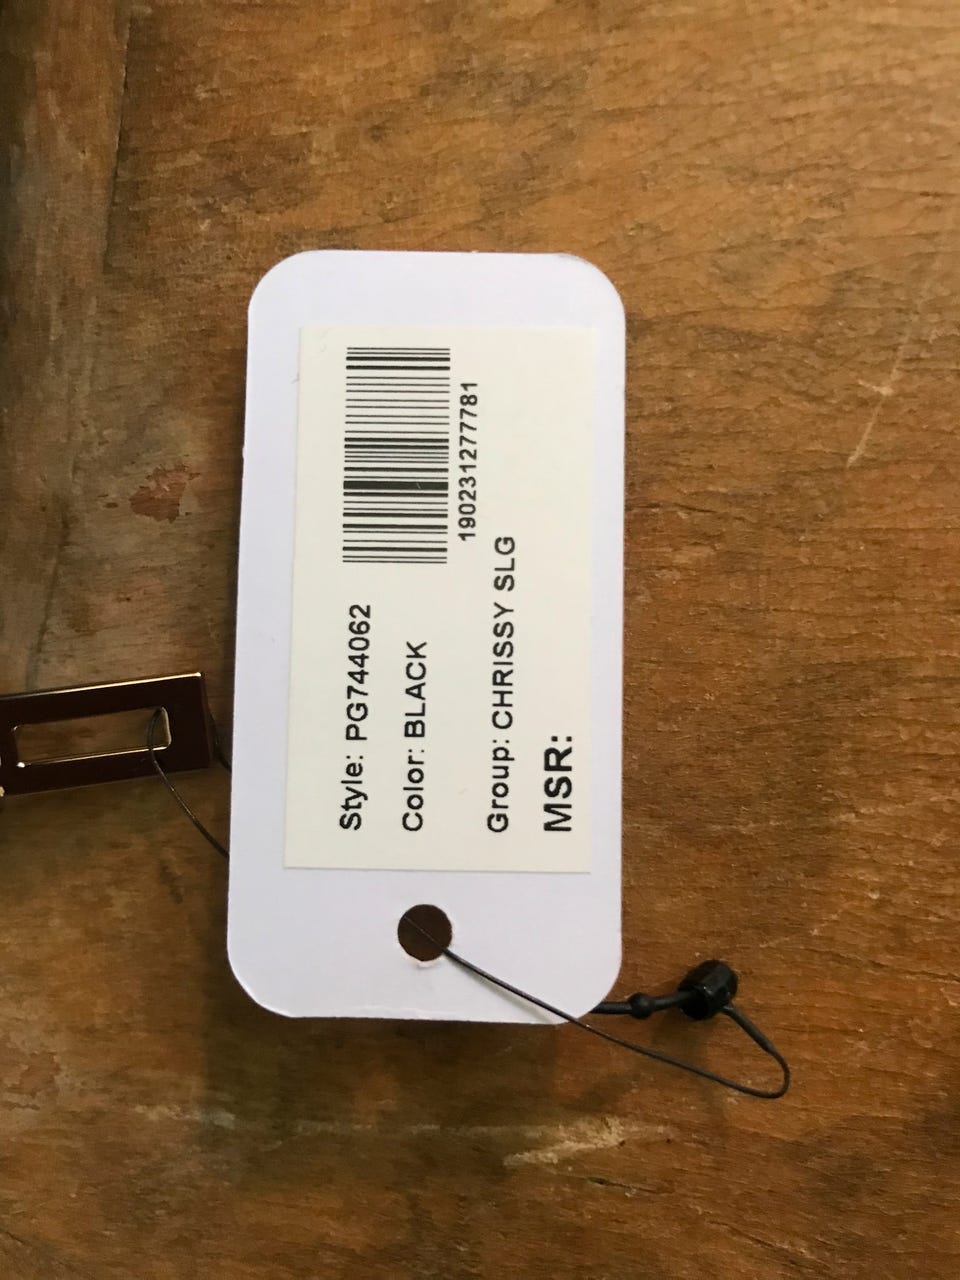 Style: PG744062
Color: BLACK
190231277781
Group: CHRISSY SLG
MSR: